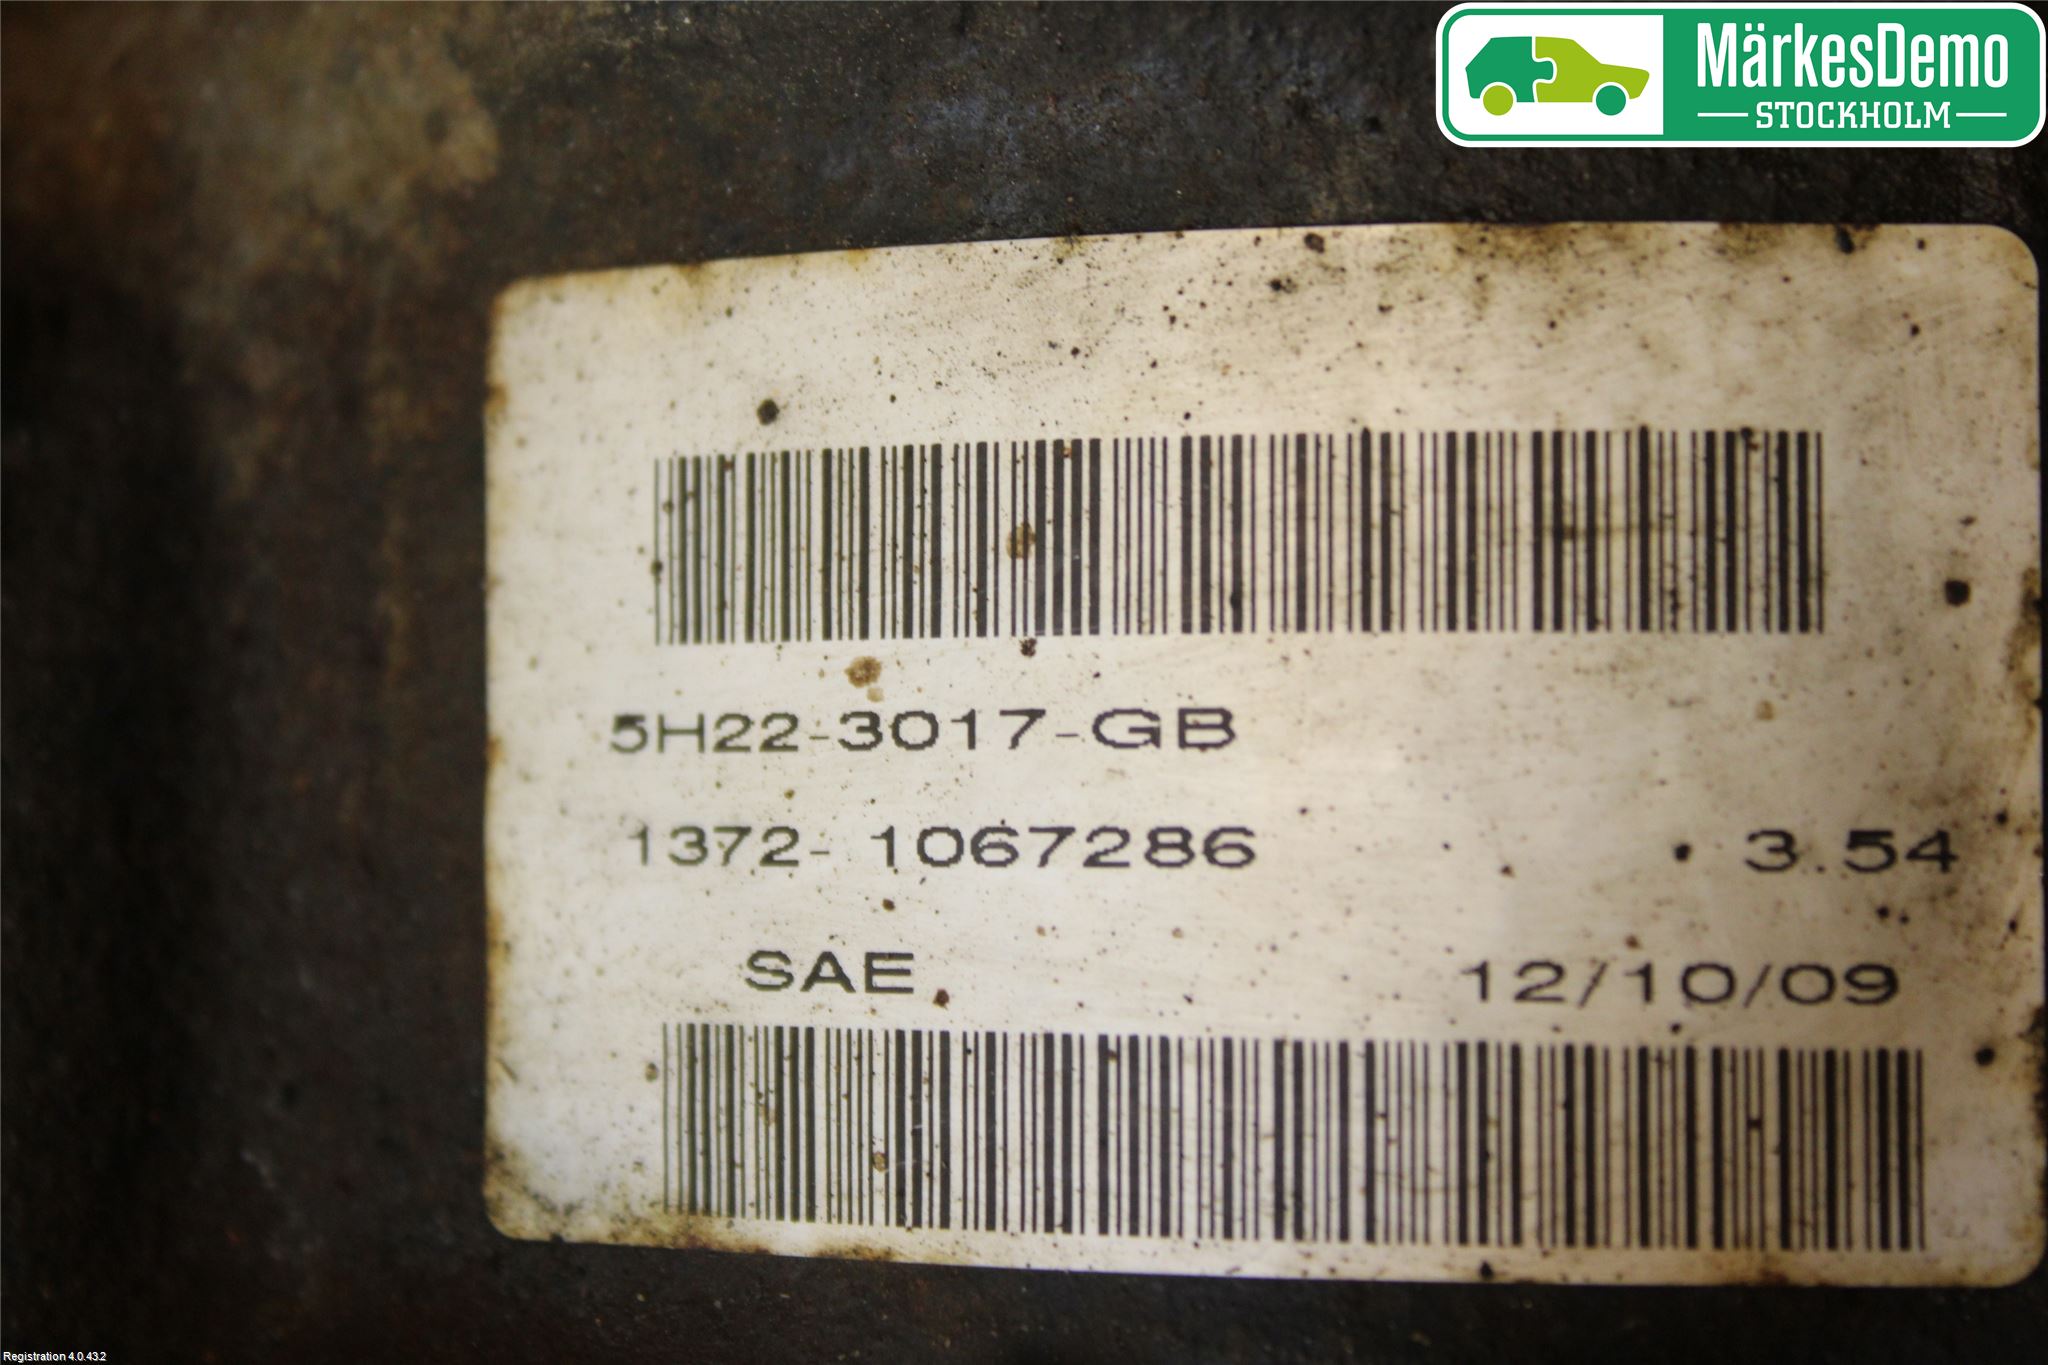 MärkesDemo
STOCKHOLM
5H22-3017-GB
1372- 1067286 3.54
SAE 12/10/09
Registration 4.0.43.2